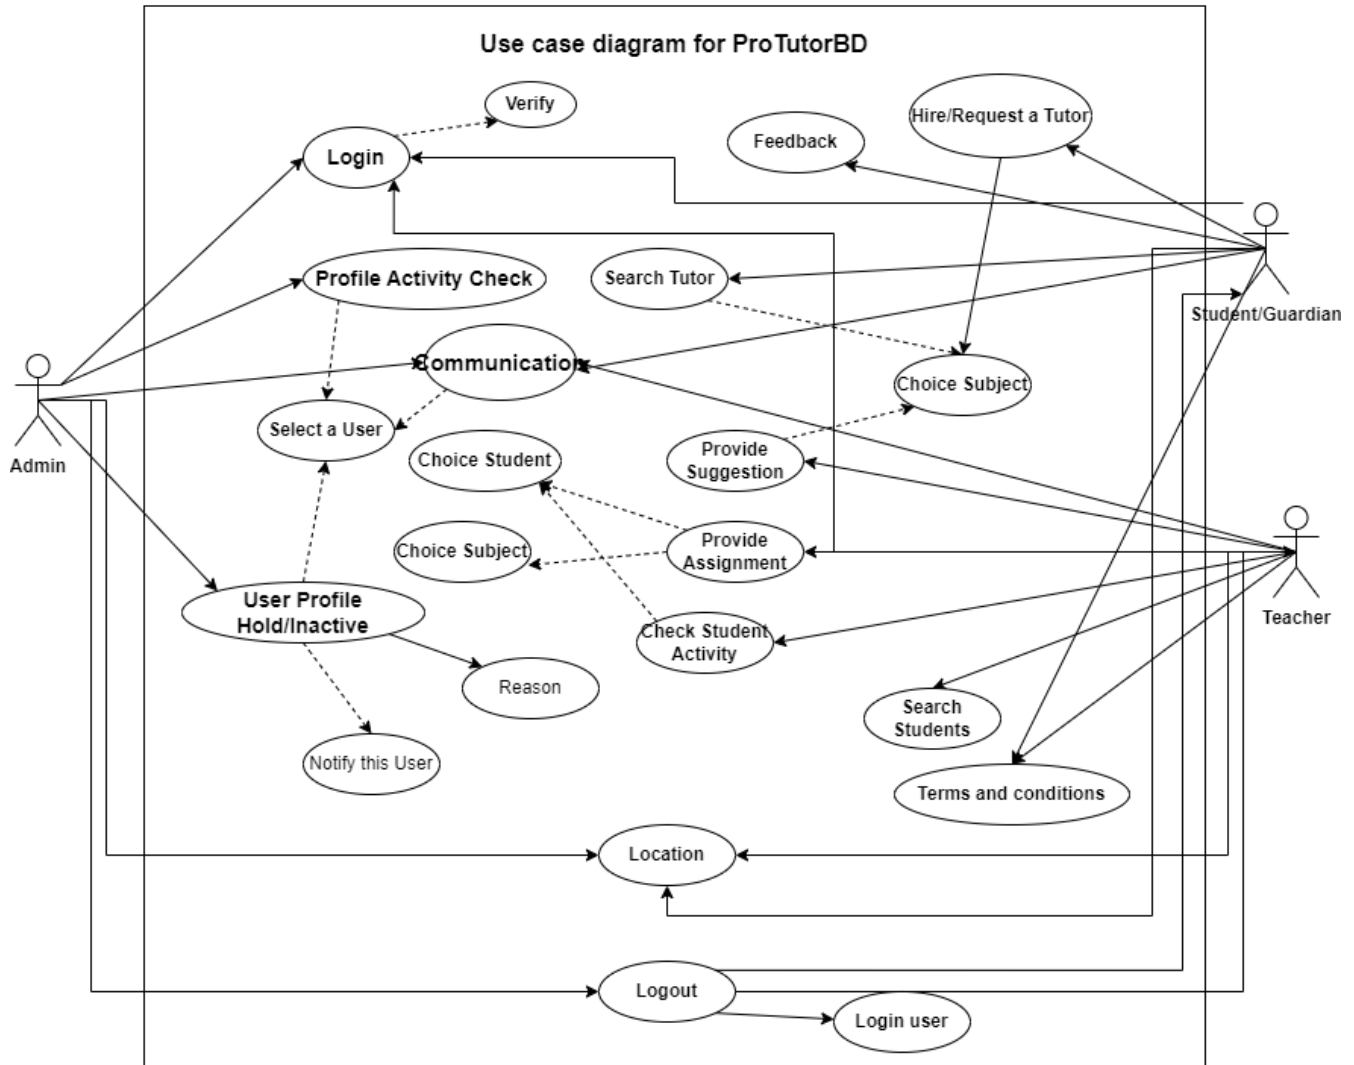 Use case diagram for ProTutorBD
Verify
Hire/Request a Tutor
Feedback
Login
Profile Activity Check
Search Tutor
Student/Guardian
Communication
Choice Subject
Admin
Select a User
Choice Student
Provide
Suggestion
Choice Subject
Provide
Assignment
User Profile
Hold/Inactive
Check Student
Activity
Teacher
Reason
Search
Students
Notify this User
Terms and conditions
Location
Logout
Login user